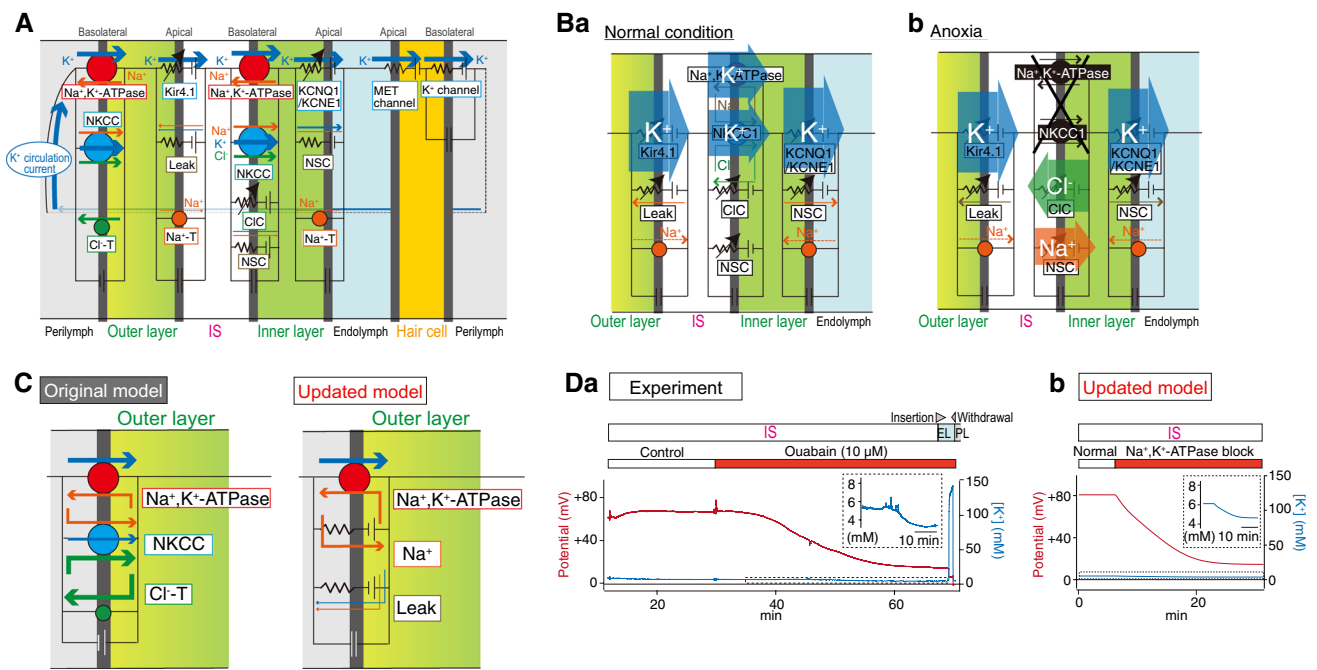 A
Basolateral Apical Basolateral Apical Apical Basolateral
K⁺ K⁺ K⁺ K⁺ K⁺ K⁺ K⁺
Na⁺ Na⁺
Na⁺,K⁺-ATPase Kir4.1 Na⁺,K⁺-ATPase KCNQ1 /KCNE1 MET channel K⁺ channel
NKCC
K⁺ circulation current
Leak
Na⁺
K⁺
Cl⁻
NKCC
NSC
ClC
Na⁺ Na⁺
Cl⁻-T Na⁺-T NSC Na⁺-T
Perilymph Outer layer IS Inner layer Endolymph Hair cell Perilymph
Ba
Normal condition
Na⁺,K⁺-ATPase
K⁺
Na
K⁺ K⁺ K⁺
Kir4.1 NKCC1 KCNQ1 /KCNE1
Cl
Leak ClC NSC
Na⁺ Na⁺
NSC
Outer layer IS Inner layer Endolymph
b
Anoxia
Na⁺,K⁺-ATPase
K⁺ NKCC1 K⁺
Kir4.1 KCNQ1 /KCNE1
Cl⁻
Leak ClC NSC
Na⁺ Na⁺ Na⁺
NSC
Outer layer IS Inner layer Endolymph
C
Original model
Outer layer
Na⁺,K⁺-ATPase
NKCC
Cl⁻-T
Updated model
Outer layer
Na⁺,K⁺-ATPase
Na⁺
Leak
Da
Experiment
Insertion Withdrawal
IS EL PL
Control Ouabain (10 µM)
Potential (mV)
+80
+40
0
20 40 60
min
150
100
50
0
[K⁺] (mM)
8
6
4
(mM) 10 min
b
Updated model
IS
Normal Na⁺,K⁺-ATPase block
Potential (mV)
+80
+40
0
0 20
min
150
100
50
0
[K⁺] (mM)
8
6
4
(mM) 10 min